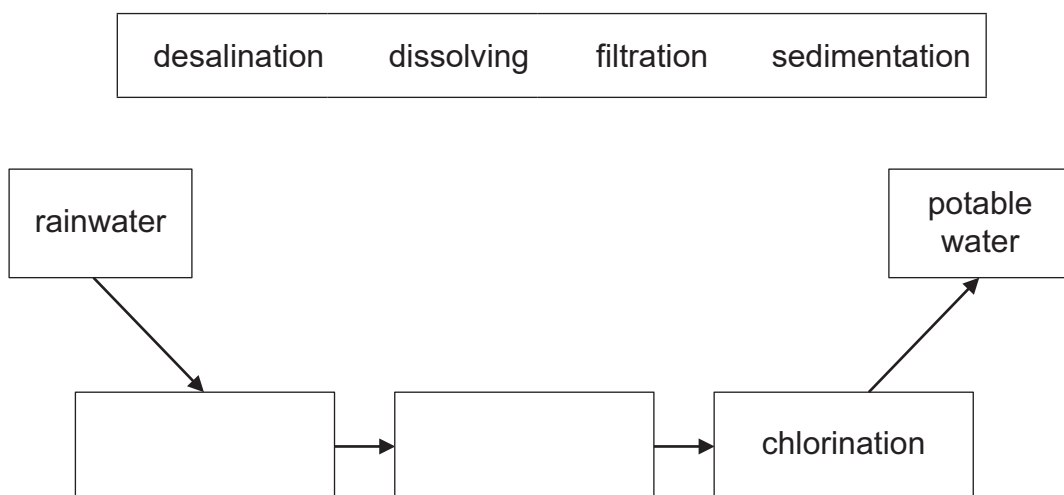 desalination dissolving filtration sedimentation
rainwater
potable
water
chlorination